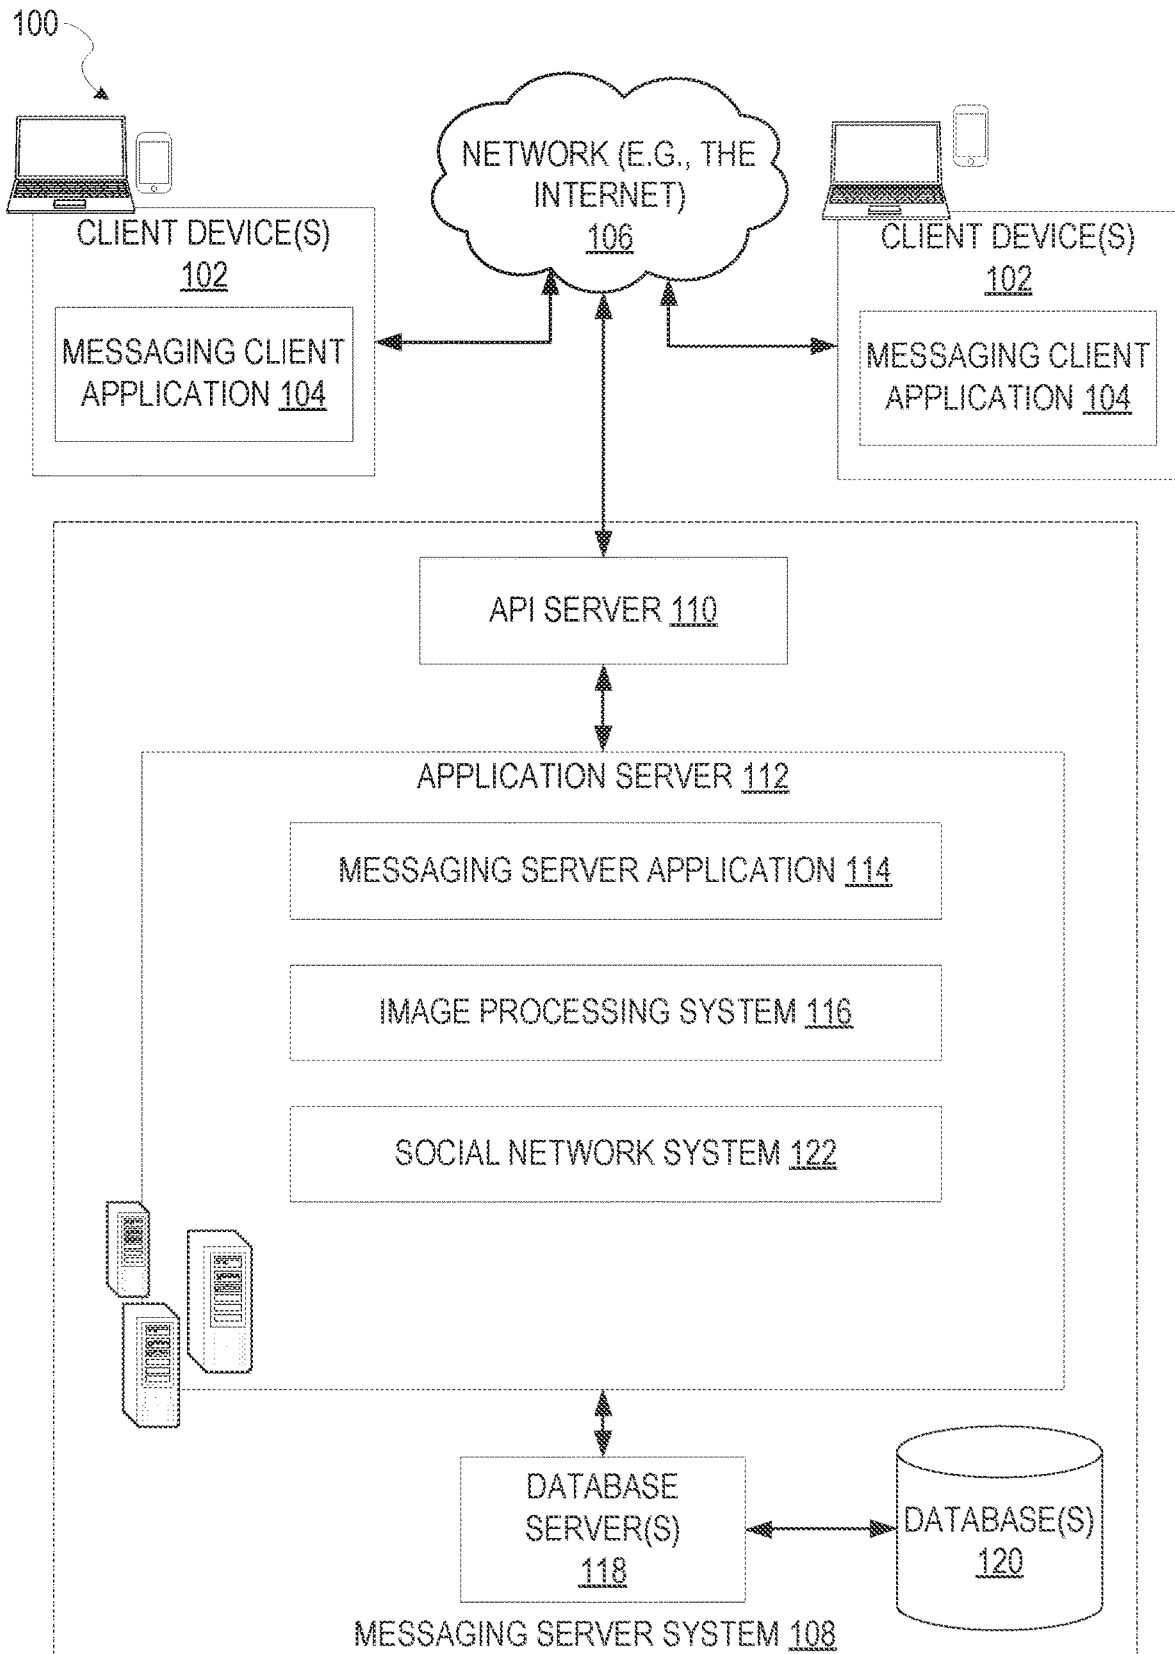 100
NETWORK (E.G., THE
INTERNET)
106
CLIENT DEVICE(S)
102
MESSAGING CLIENT
APPLICATION 104
CLIENT DEVICE(S)
102
MESSAGING CLIENT
APPLICATION 104
API SERVER 110
APPLICATION SERVER 112
MESSAGING SERVER APPLICATION 114
IMAGE PROCESSING SYSTEM 116
SOCIAL NETWORK SYSTEM 122
DATABASE
SERVER(S)
118
DATABASE(S)
120
MESSAGING SERVER SYSTEM 108